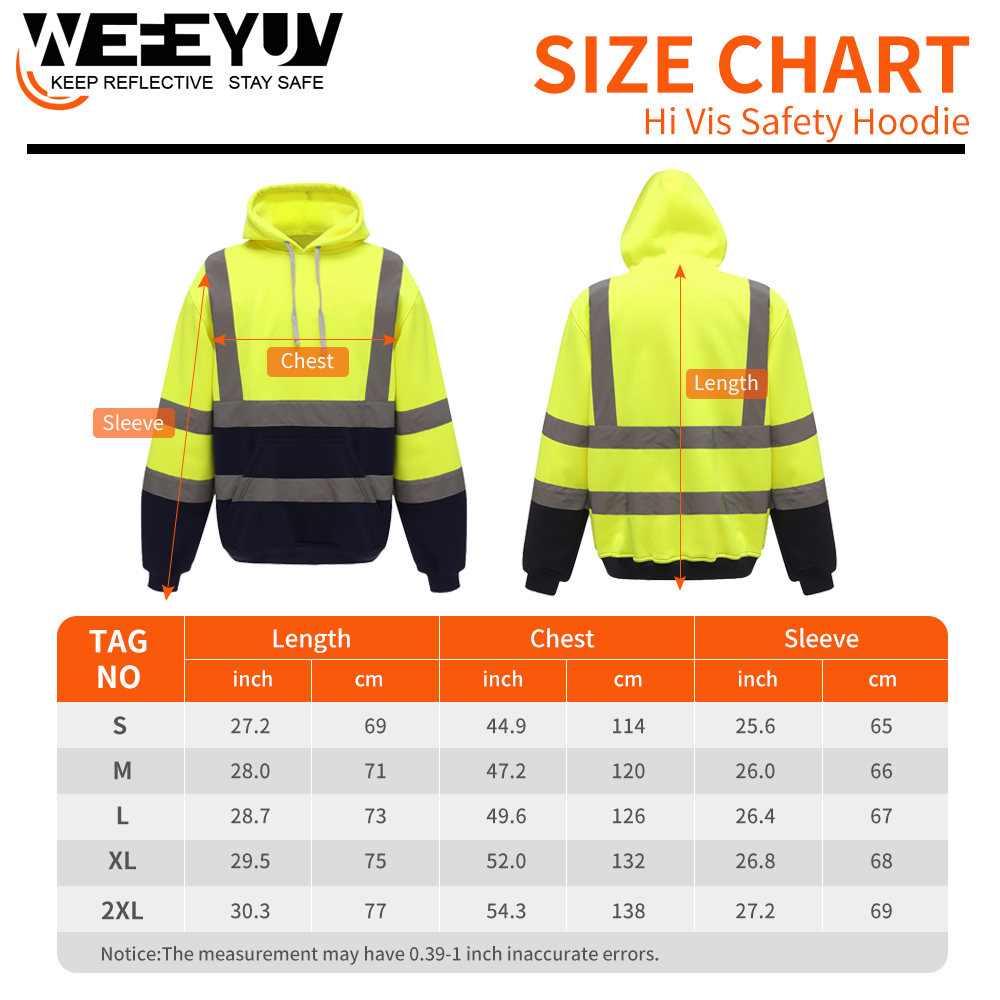 WEFEYUV
KEEP REFLECTIVE STAY SAFE
SIZE CHART
Hi Vis Safety Hoodie
Chest
Sleeve
Length
TAG NO Length Chest Sleeve
inch cm inch cm inch cm
S 27.2 69 44.9 114 25.6 65
M 28.0 71 47.2 120 26.0 66
L 28.7 73 49.6 126 26.4 67
XL 29.5 75 52.0 132 26.8 68
2XL 30.3 77 54.3 138 27.2 69
Notice:The measurement may have 0.39-1 inch inaccurate errors.